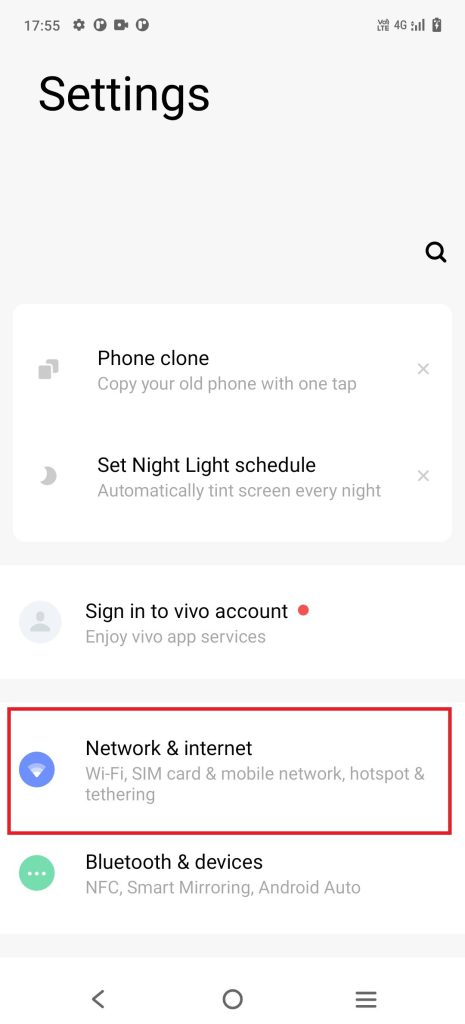 17:55
VoLTE 4G
Settings
Phone clone
Copy your old phone with one tap
Set Night Light schedule
Automatically tint screen every night
Sign in to vivo account
Enjoy vivo app services
Network & internet
Wi-Fi, SIM card & mobile network, hotspot &
tethering
Bluetooth & devices
NFC, Smart Mirroring, Android Auto